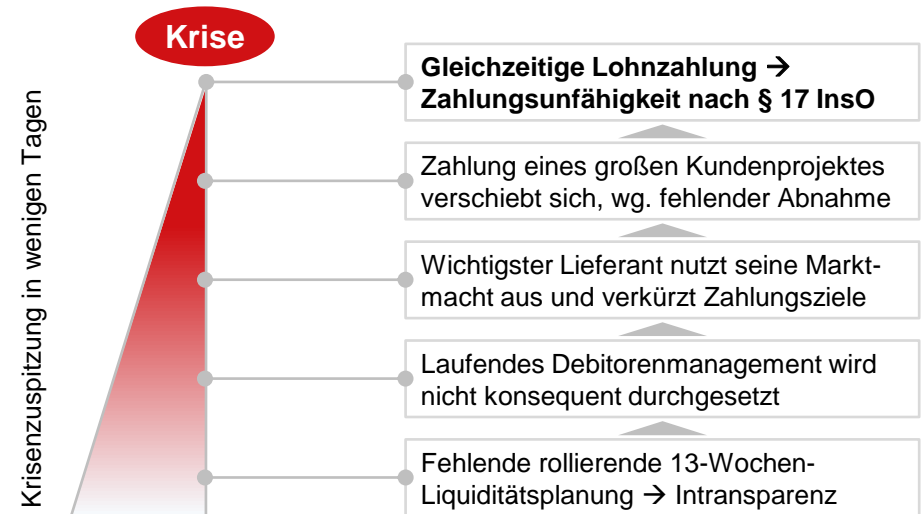 Krise
Krisenzuspitzung in wenigen Tagen
Gleichzeitige Lohnzahlung →
Zahlungsunfähigkeit nach § 17 InsO
Zahlung eines großen Kundenprojektes
verschiebt sich, wg. fehlender Abnahme
Wichtigster Lieferant nutzt seine Markt-
macht aus und verkürzt Zahlungsziele
Laufendes Debitorenmanagement wird
nicht konsequent durchgesetzt
Fehlende rollierende 13-Wochen-
Liquiditätsplanung → Intransparenz